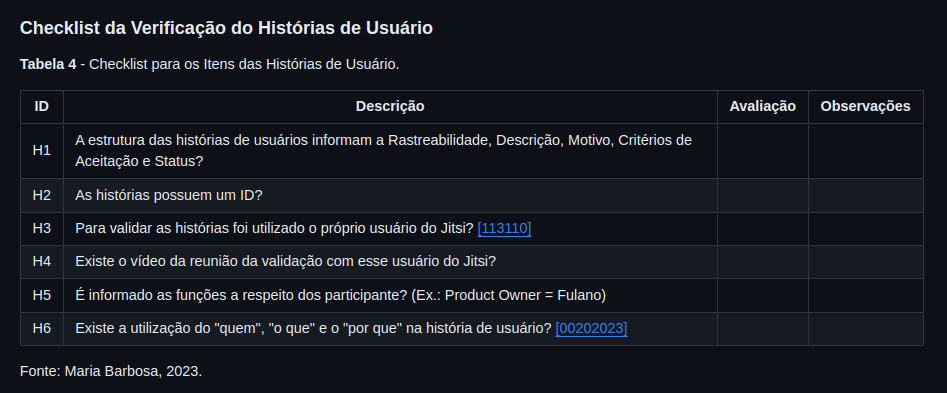 Checklist da Verificação do Histórias de Usuário
Tabela 4 - Checklist para os Itens das Histórias de Usuário.
ID Descrição Avaliação Observações
H1 A estrutura das histórias de usuários informam a Rastreabilidade, Descrição, Motivo, Critérios de
Aceitação e Status?
H2 As histórias possuem um ID?
H3 Para validar as histórias foi utilizado o próprio usuário do Jitsi? [113110]
H4 Existe o vídeo da reunião da validação com esse usuário do Jitsi?
H5 É informado as funções a respeito dos participante? (Ex.: Product Owner = Fulano)
H6 Existe a utilização do "quem", "o que" e o "por que" na história de usuário? [00202023]
Fonte: Maria Barbosa, 2023.